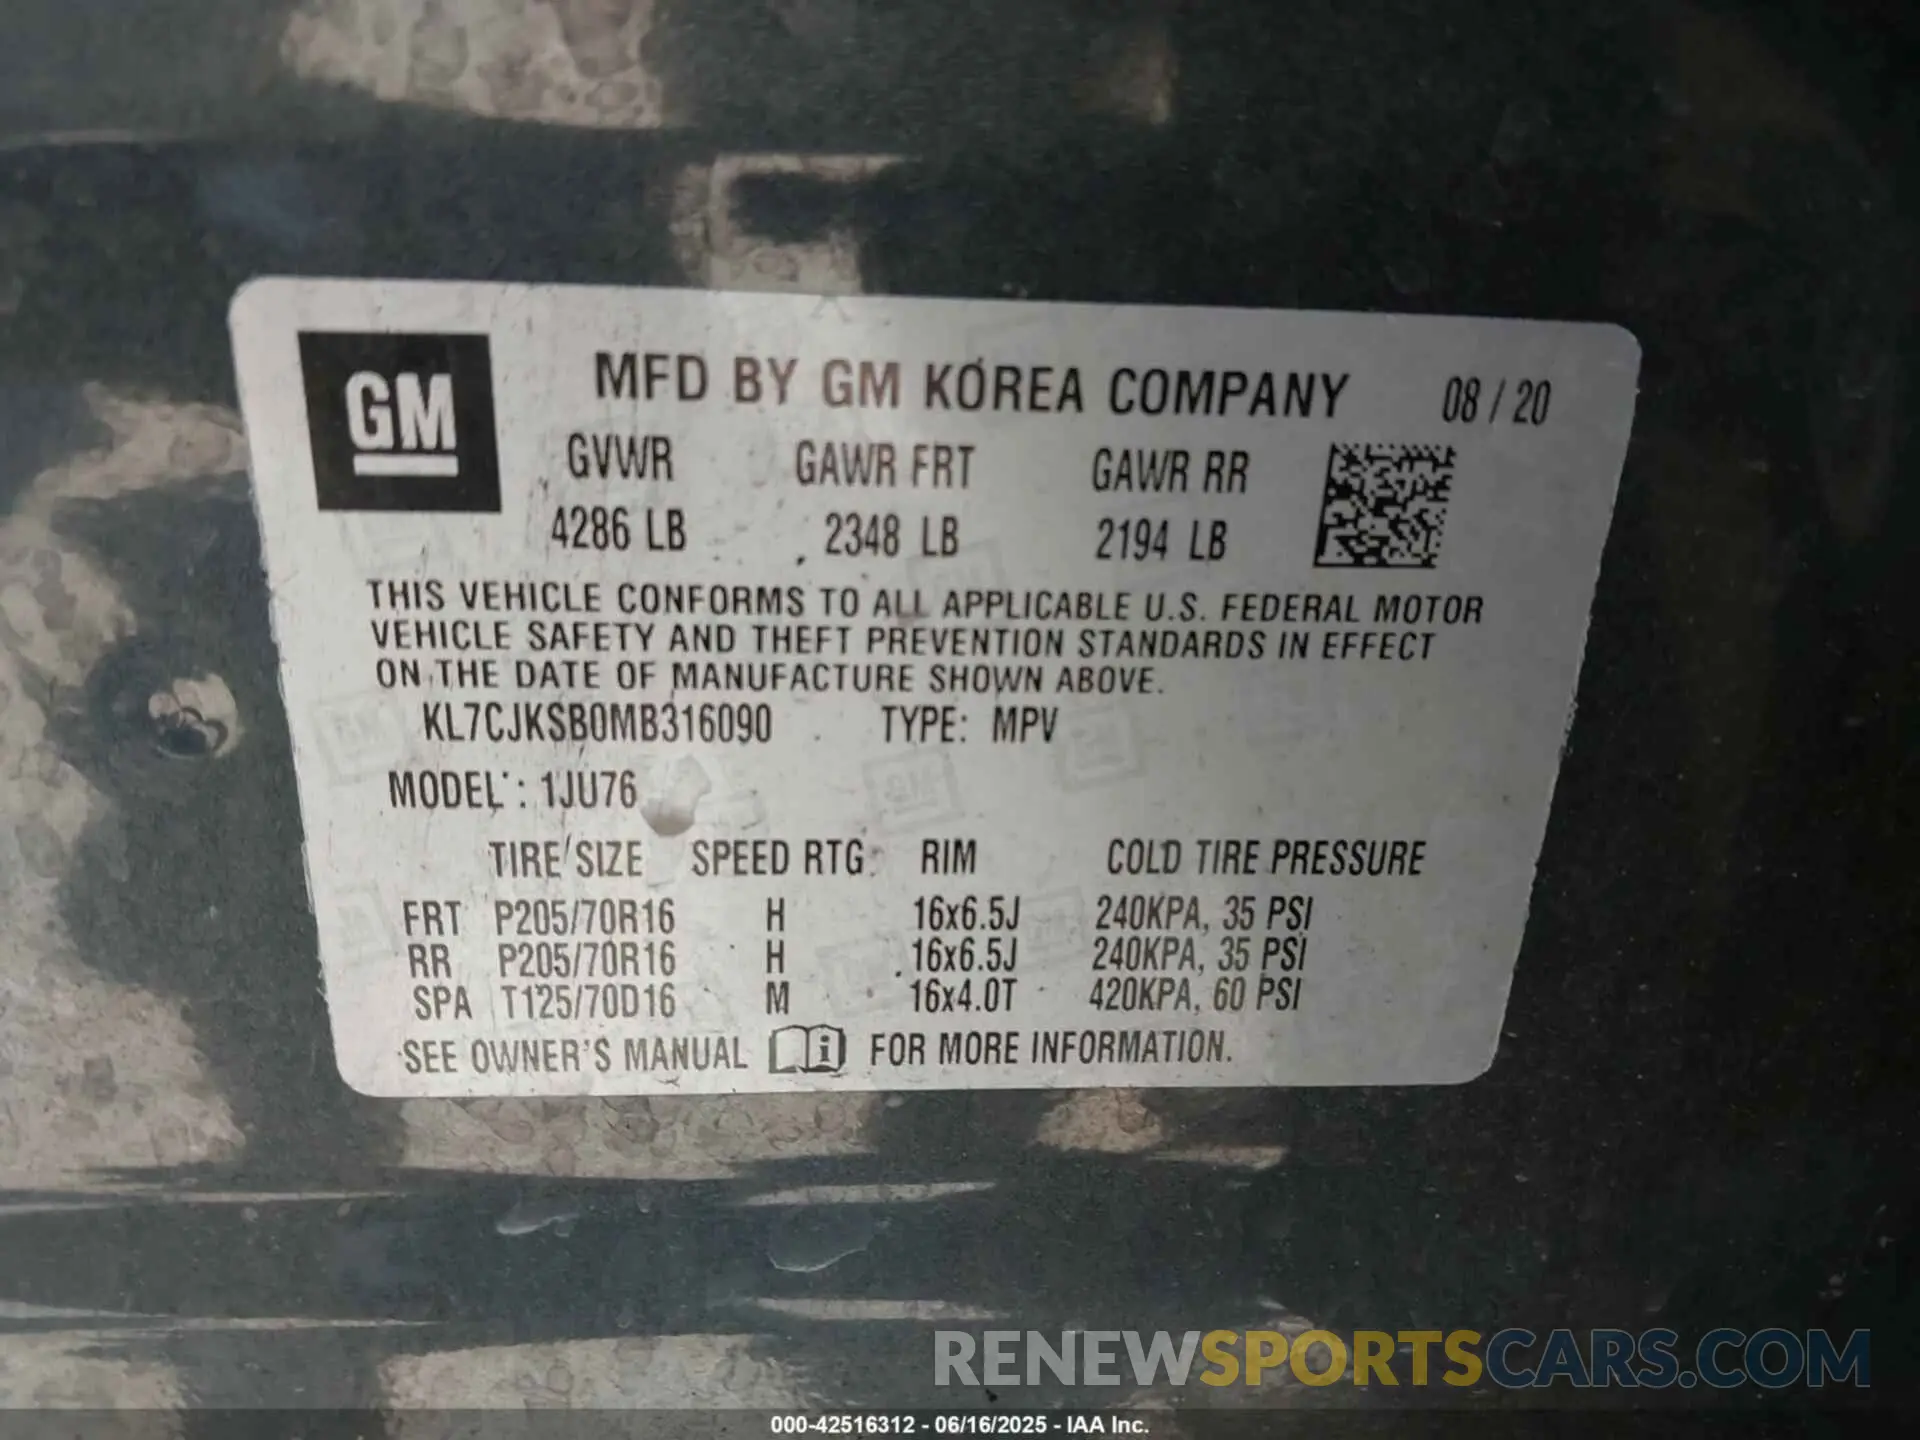 GM
MFD BY GM KOREA COMPANY 08 / 20
GVWR GAWR FRT GAWR RR
4286 LB 2348 LB 2194 LB
THIS VEHICLE CONFORMS TO ALL APPLICABLE U.S. FEDERAL MOTOR
VEHICLE SAFETY AND THEFT PREVENTION STANDARDS IN EFFECT
ON THE DATE OF MANUFACTURE SHOWN ABOVE.
KL7CJKSB0MB316090 TYPE: MPV
MODEL : 1JU76
TIRE SIZE SPEED RTG RIM COLD TIRE PRESSURE
FRT P205/70R16 H 16x6.5J 240KPA, 35 PSI
RR P205/70R16 H 16x6.5J 240KPA, 35 PSI
SPA T125/70D16 M 16x4.0T 420KPA, 60 PSI
SEE OWNER'S MANUAL i FOR MORE INFORMATION.
RENEWSPORTSCARS.COM
000-42516312 - 06/16/2025 - IAA Inc.